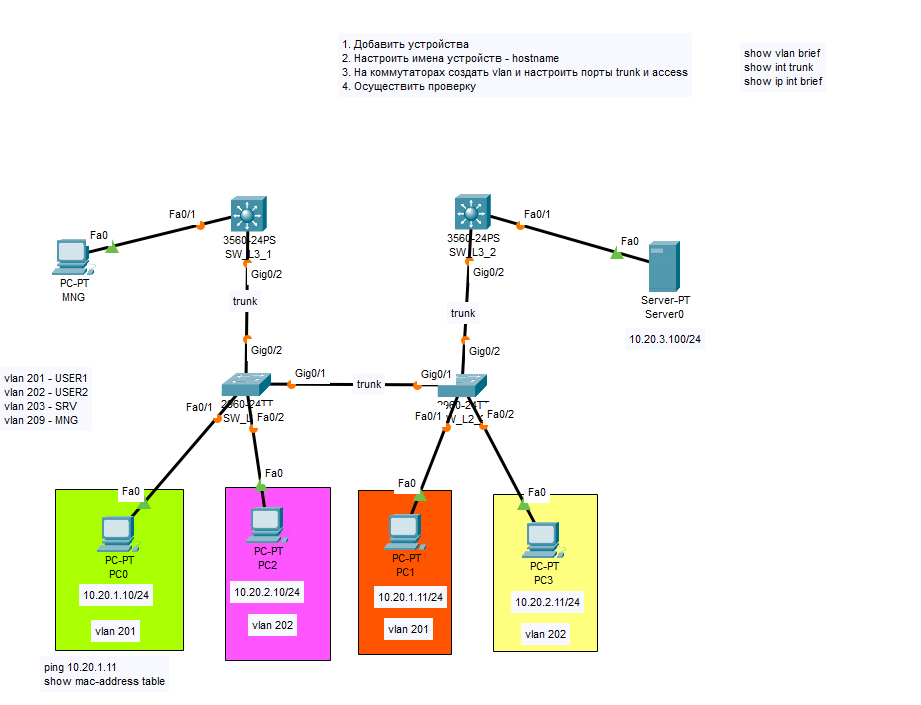 1. Добавить устройства
2. Настроить имена устройств - hostname
3. На коммутаторах создать vlan и настроить порты trunk и access
4. Осуществить проверку
show vlan brief
show int trunk
show ip int brief
Fa0/1
Fa0
PC-PT
MNG
3560-24PS
SW_L3_1
Gig0/2
trunk
Gig0/2
3560-24PS
SW_L3_2
Fa0/1
Gig0/2
Fa0
Server-PT
Server0
10.20.3.100/24
trunk
Gig0/2
Gig0/1
trunk
Gig0/1
vlan 201 - USER1
vlan 202 - USER2
vlan 203 - SRV
vlan 209 - MNG
2960-24TT
SW_L
Fa0/1
Fa0/2
2960-24TT
W_L2_
Fa0/1
Fa0/2
Fa0
PC-PT
PC0
10.20.1.10/24
vlan 201
Fa0
PC-PT
PC2
10.20.2.10/24
vlan 202
Fa0
PC-PT
PC1
10.20.1.11/24
vlan 201
Fa0
PC-PT
PC3
10.20.2.11/24
vlan 202
ping 10.20.1.11
show mac-address table